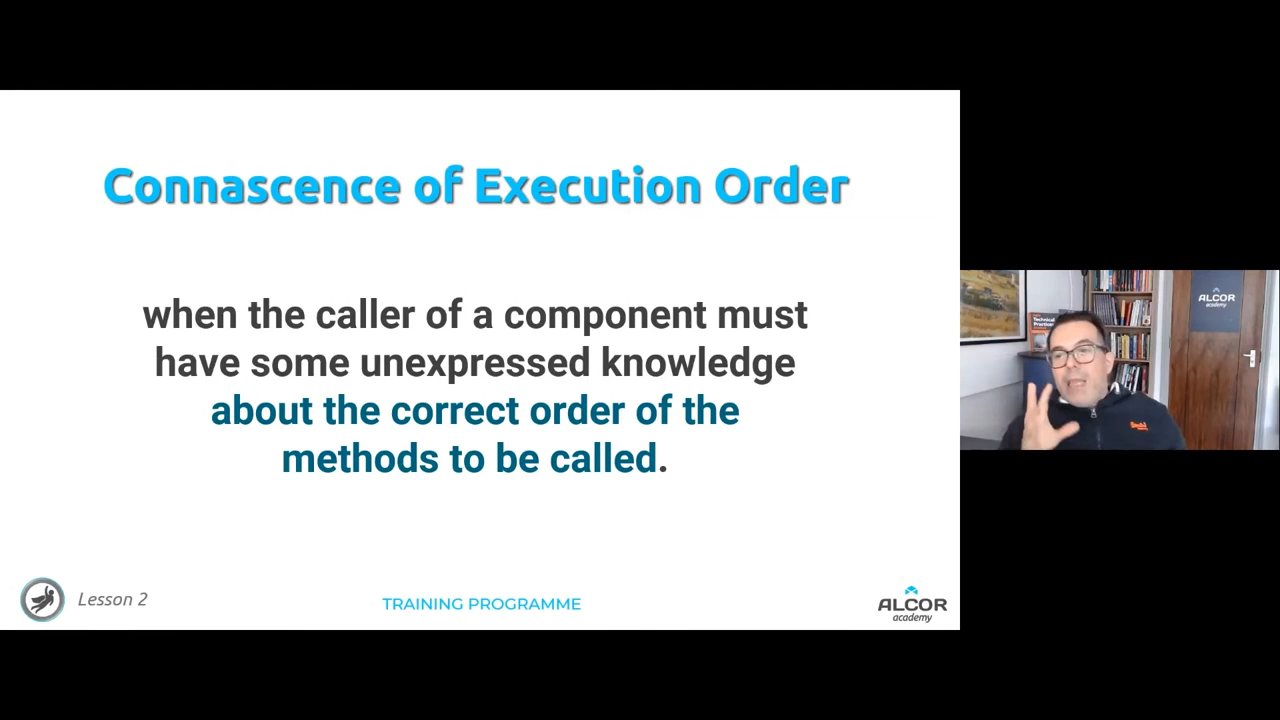 Connascence of Execution Order
when the caller of a component must
have some unexpressed knowledge
about the correct order of the
methods to be called.
Lesson 2
TRAINING PROGRAMME
ALCOR
academy
ALCOR
academy
Technical